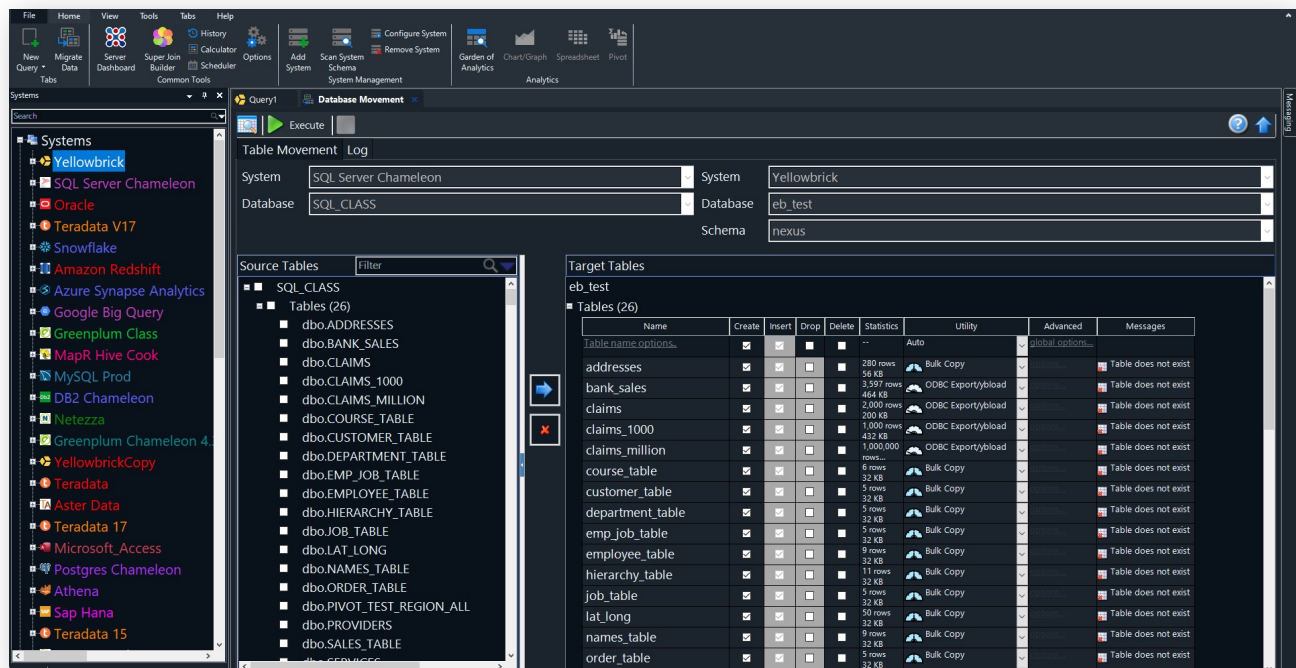 File Home View Tools Tabs Help
New Query
Migrate Data
Tabs
Server Dashboard
Super Join Builder
History
Calculator
Scheduler
Common Tools
Options
Add System
Scan System Schema
Configure System
Remove System
System Management
Garden of Analytics
Chart/Graph
Spreadsheet
Pivot
Analytics
Systems
Search
Systems
Yellowbrick
SQL Server Chameleon
Oracle
Teradata V17
Snowflake
Amazon Redshift
Azure Synapse Analytics
Google Big Query
Greenplum Class
MapR Hive Cook
MySQL Prod
DB2 Chameleon
Netezza
Greenplum Chameleon 4.
YellowbrickCopy
Teradata
Aster Data
Teradata 17
Microsoft_Access
Postgres Chameleon
Athena
Sap Hana
Teradata 15
Query1 Database Movement
Execute
Table Movement Log
System SQL Server Chameleon System Yellowbrick
Database SQL_CLASS Database eb_test
Schema nexus
Source Tables Filter
SQL_CLASS
Tables (26)
dbo.ADDRESSES
dbo.BANK_SALES
dbo.CLAIMS
dbo.CLAIMS_1000
dbo.CLAIMS_MILLION
dbo.COURSE_TABLE
dbo.CUSTOMER_TABLE
dbo.DEPARTMENT_TABLE
dbo.EMP_JOB_TABLE
dbo.EMPLOYEE_TABLE
dbo.HIERARCHY_TABLE
dbo.JOB_TABLE
dbo.LAT_LONG
dbo.NAMES_TABLE
dbo.ORDER_TABLE
dbo.PIVOT_TEST_REGION_ALL
dbo.PROVIDERS
dbo.SALES_TABLE
Target Tables
eb_test
Tables (26)
Name Create Insert Drop Delete Statistics Utility Advanced Messages
Table name options... -- Auto global options...
addresses 280 rows 56 KB Bulk Copy Table does not exist
bank_sales 3,597 rows 464 KB ODBC Export/ybload Table does not exist
claims 2,000 rows 200 KB ODBC Export/ybload Table does not exist
claims_1000 1,000 rows 432 KB ODBC Export/ybload Table does not exist
claims_million 1,000,000 rows... ODBC Export/ybload Table does not exist
course_table 6 rows 32 KB Bulk Copy Table does not exist
customer_table 5 rows 32 KB Bulk Copy Table does not exist
department_table 5 rows 32 KB Bulk Copy Table does not exist
emp_job_table 5 rows 32 KB Bulk Copy Table does not exist
employee_table 9 rows 32 KB Bulk Copy Table does not exist
hierarchy_table 11 rows 32 KB Bulk Copy Table does not exist
job_table 5 rows 32 KB Bulk Copy Table does not exist
lat_long 50 rows 32 KB Bulk Copy Table does not exist
names_table 9 rows 32 KB Bulk Copy Table does not exist
order_table 5 rows 32 KB Bulk Copy Table does not exist
Messaging